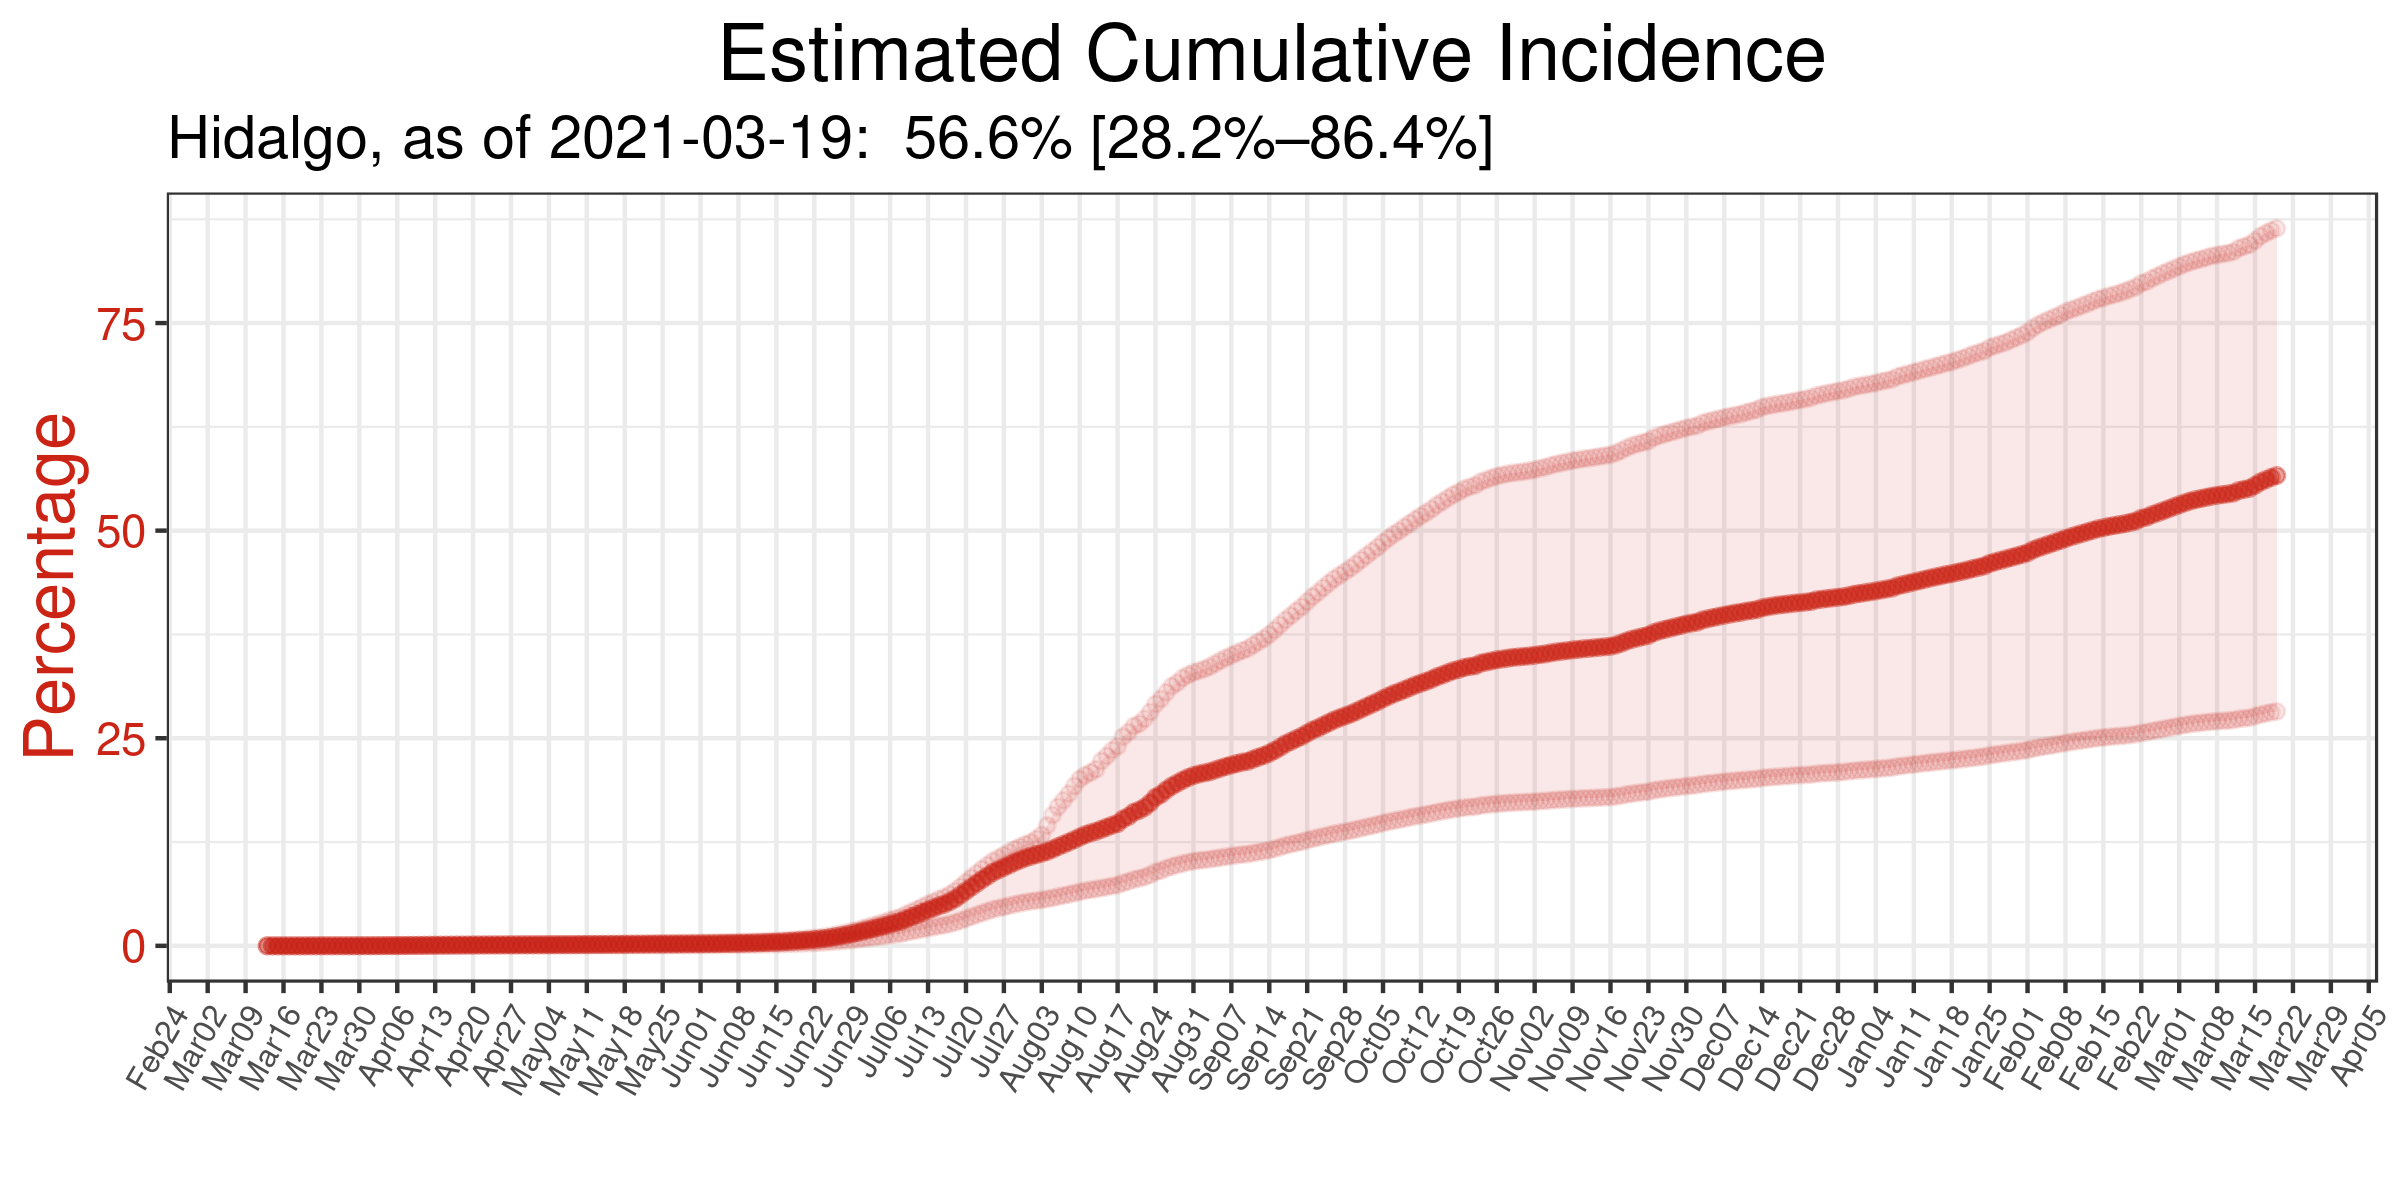 Estimated Cumulative Incidence
Hidalgo, as of 2021-03-19:  56.6% [28.2%–86.4%]
Percentage
75
50
25
0
Feb24
Mar02
Mar09
Mar16
Mar23
Mar30
Apr06
Apr13
Apr20
Apr27
May04
May11
May18
May25
Jun01
Jun08
Jun15
Jun22
Jun29
Jul06
Jul13
Jul20
Jul27
Aug03
Aug10
Aug17
Aug24
Aug31
Sep07
Sep14
Sep21
Sep28
Oct05
Oct12
Oct19
Oct26
Nov02
Nov09
Nov16
Nov23
Nov30
Dec07
Dec14
Dec21
Dec28
Jan04
Jan11
Jan18
Jan25
Feb01
Feb08
Feb15
Feb22
Mar01
Mar08
Mar15
Mar22
Mar29
Apr05